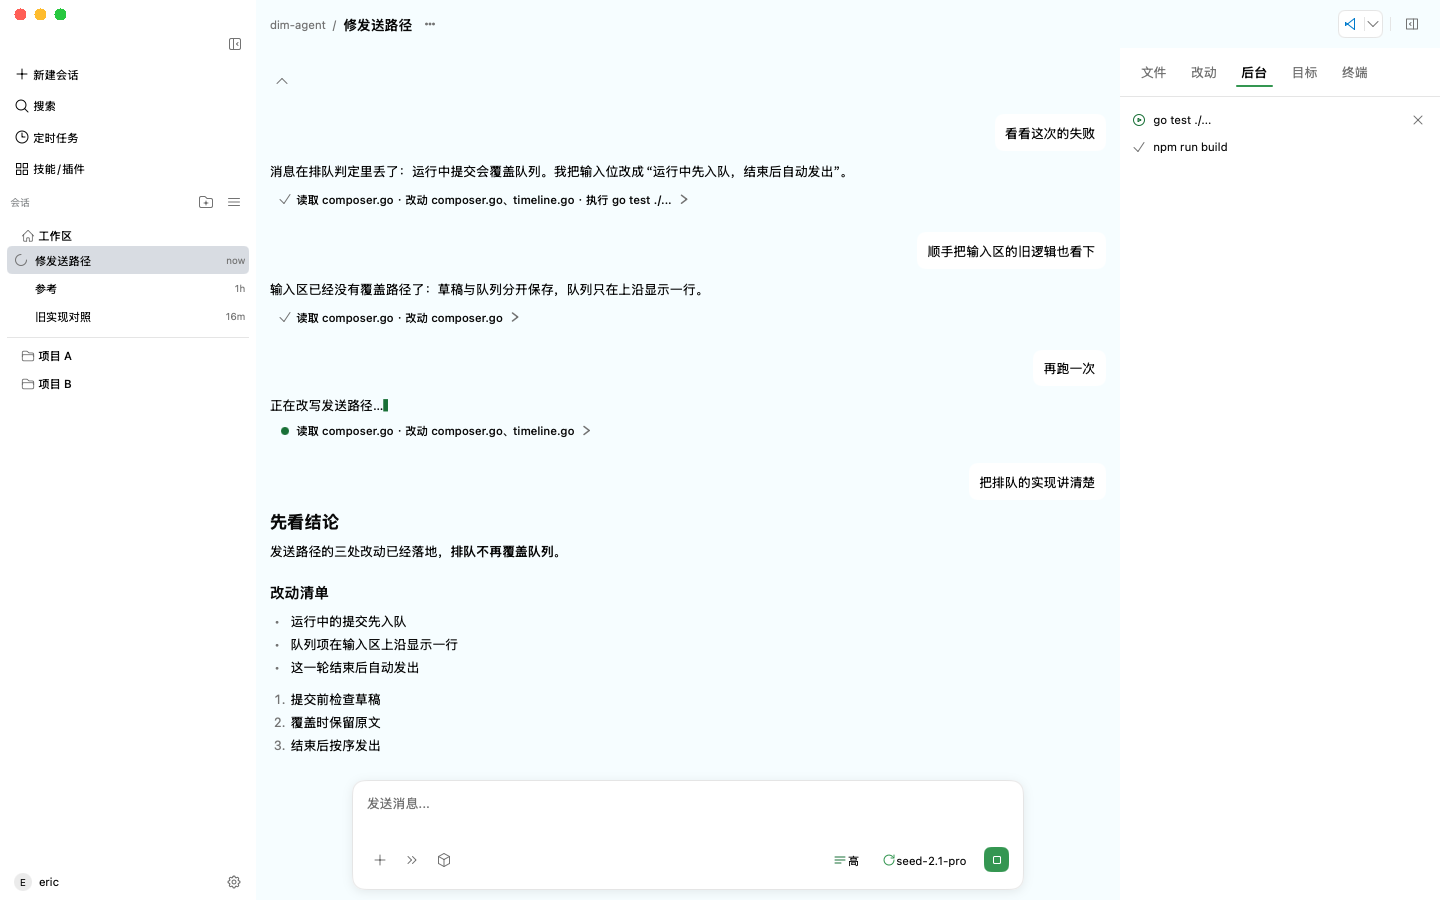 新建会话
搜索
定时任务
技能/插件
会话
工作区
修发送路径 now
参考 1h
旧实现对照 16m
项目 A
项目 B
E eric
dim-agent / 修发送路径 ···
看看这次的失败
消息在排队判定里丢了：运行中提交会覆盖队列。我把输入位改成“运行中先入队，结束后自动发出”。
读取 composer.go · 改动 composer.go、timeline.go · 执行 go test ./...
顺手把输入区的旧逻辑也看下
输入区已经没有覆盖路径了：草稿与队列分开保存，队列只在上沿显示一行。
读取 composer.go · 改动 composer.go
再跑一次
正在改写发送路径...
读取 composer.go · 改动 composer.go、timeline.go
把排队的实现讲清楚
先看结论
发送路径的三处改动已经落地，排队不再覆盖队列。
改动清单
• 运行中的提交先入队
• 队列项在输入区上沿显示一行
• 这一轮结束后自动发出
1. 提交前检查草稿
2. 覆盖时保留原文
3. 结束后按序发出
发送消息...
高 seed-2.1-pro
文件 改动 后台 目标 终端
go test ./...
npm run build